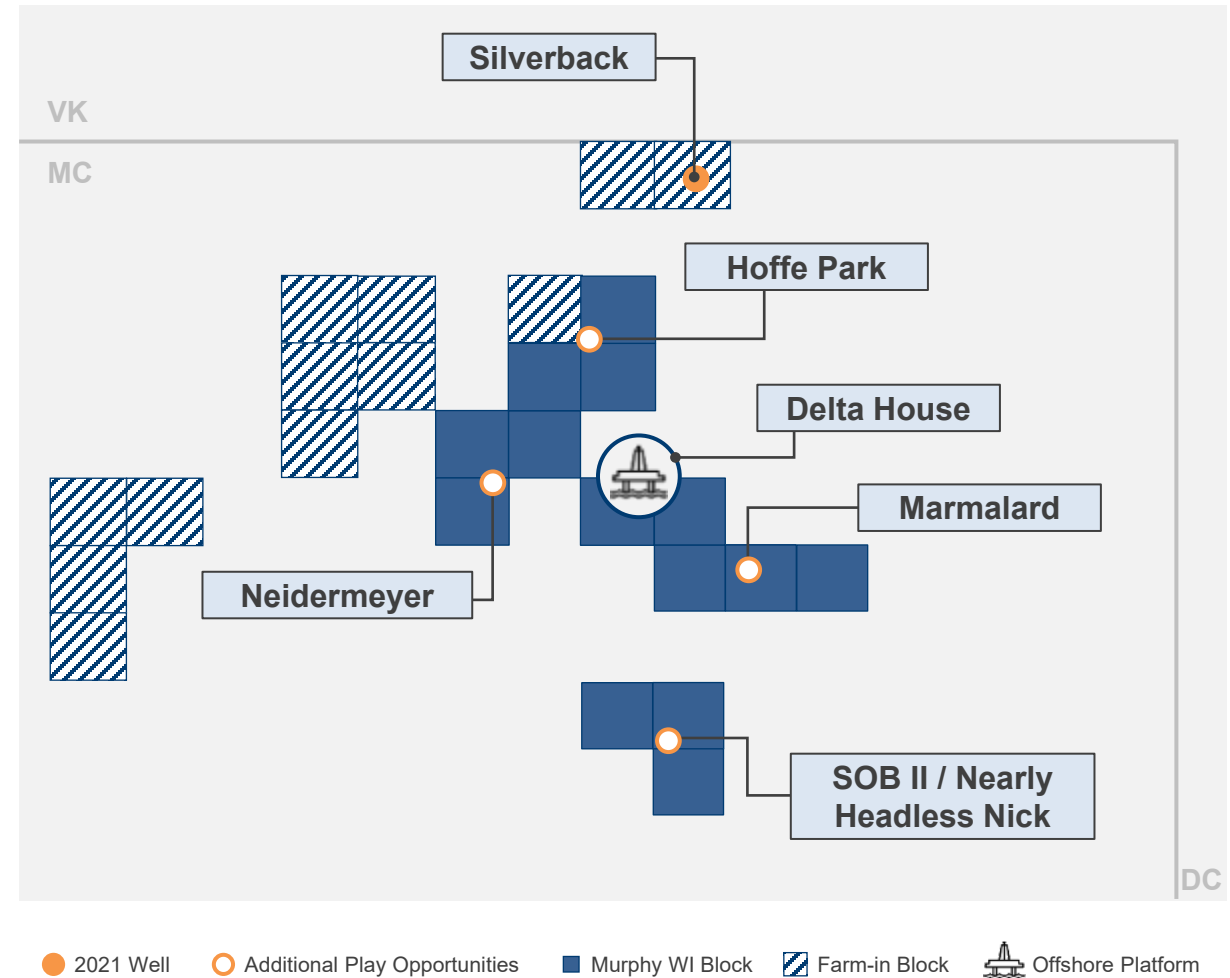 Silverback
VK
MC
Hoffe Park
Delta House
Marmalard
Neidermeyer
SOB II / Nearly
Headless Nick
DC
2021 Well
Additional Play Opportunities
Murphy WI Block
Farm-in Block
Offshore Platform